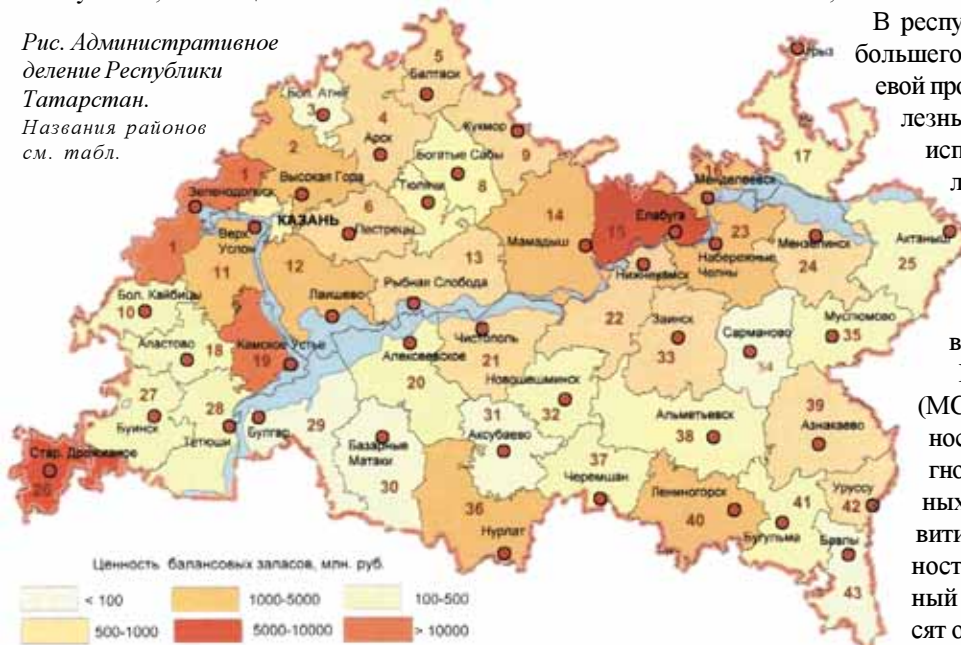 Рис. Административное
деление Республики
Татарстан.
Названия районов
см. табл.
В респу
большего
евой про
лезны
исп
л
в
(МС
нос
гно
ных
вити
ност
ный
сят о
5
Балтаси
Бол. Атня
3
4
Арск
Кукмор
9
2
1
Зеленодольск
Высокая Гора
Богатые Сабы
8
Тюлячи
7
КАЗАНЬ
6
Пестрецы
Верх.
Услон
1
11
12
Лаишево
13
Рыбная Слобода
14
Мамадыш
15
Елабуга
16
Менделеевск
17
23
Набережные
Челны
Нижнекамск
Мензелинск
24
Актаныш
25
Бол. Кайбицы
10
18
Камское Устье
19
Алексеевское
20
Чистополь
21
22
Заинск
33
Сарманово
34
Муслюмово
35
27
Буинск
28
Тетюши
Булгар
29
Базарные
Матаки
30
31
Аксубаево
Новошешминск
32
Альметьевск
38
39
Азнакаево
Стар. Дрожжаное
26
36
Нурлат
37
Черемшан
Лениногорск
40
41
Бугульма
Уруссу
42
Бавлы
43
Ценность балансовых запасов, млн. руб.
< 100
1000-5000
100-500
500-1000
5000-10000
> 10000